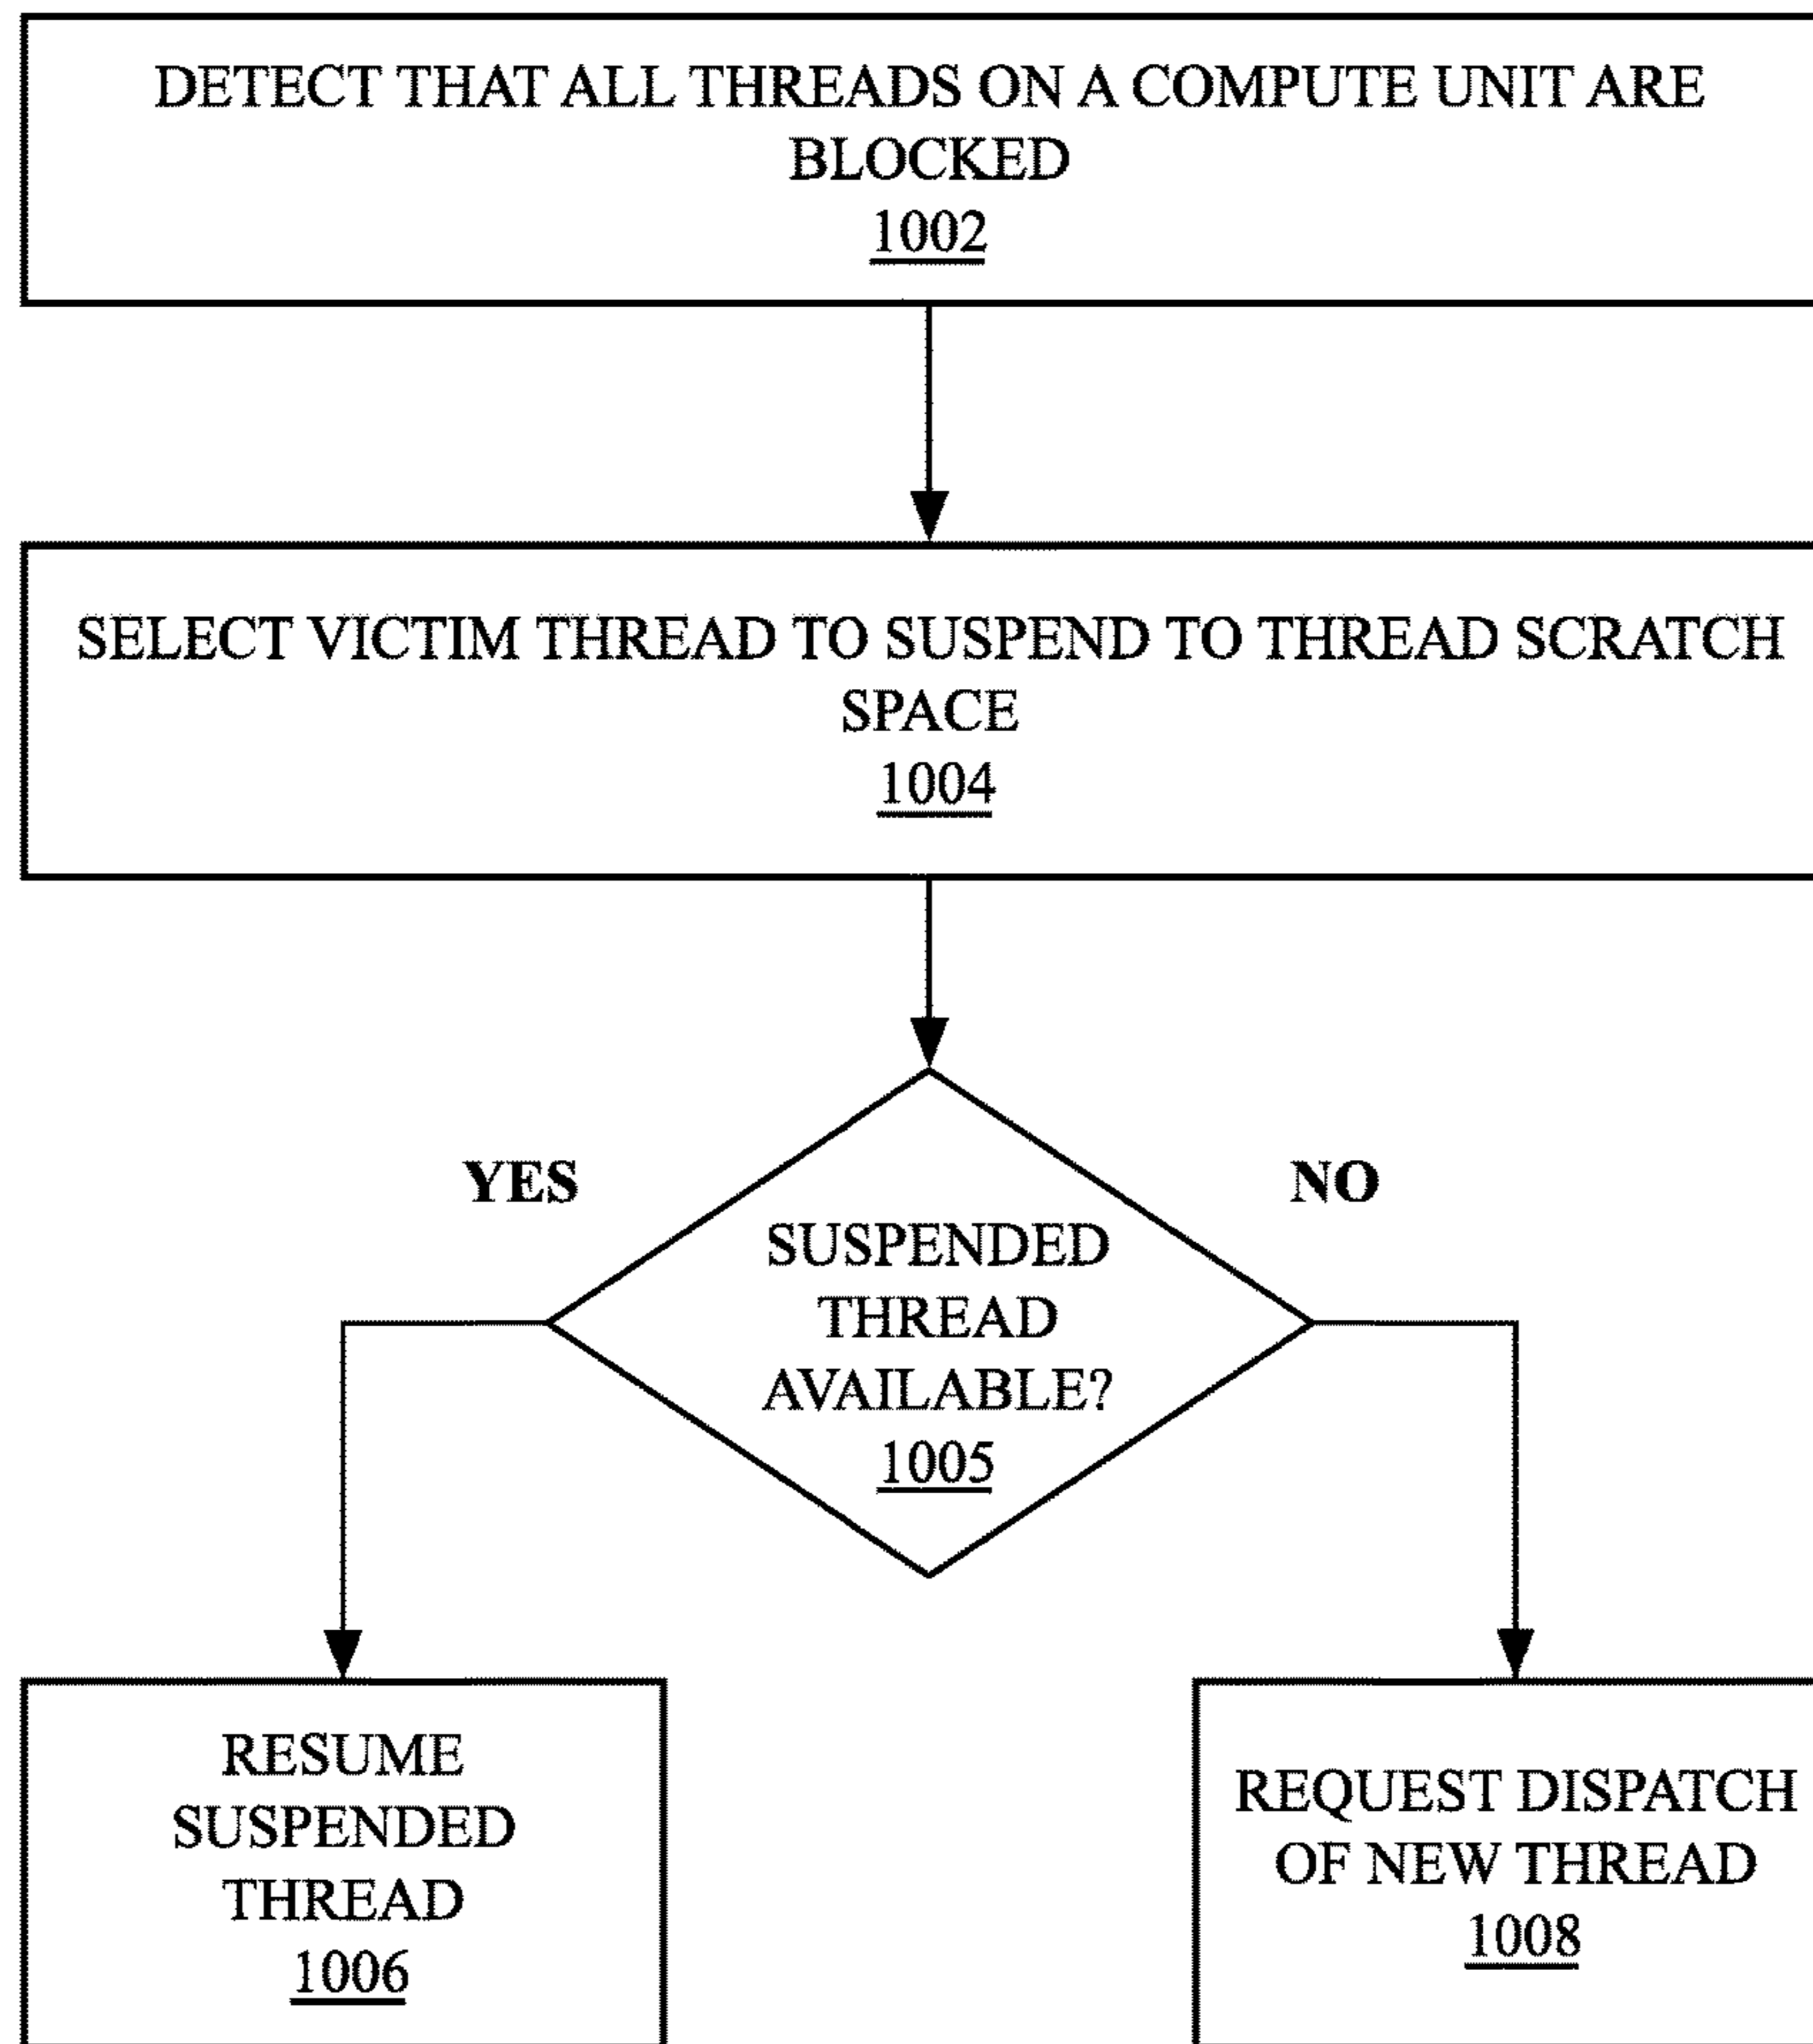 DETECT THAT ALL THREADS ON A COMPUTE UNIT ARE
BLOCKED
1002
SELECT VICTIM THREAD TO SUSPEND TO THREAD SCRATCH
SPACE
1004
YES
NO
SUSPENDED
THREAD
AVAILABLE?
1005
RESUME
SUSPENDED
THREAD
1006
REQUEST DISPATCH
OF NEW THREAD
1008